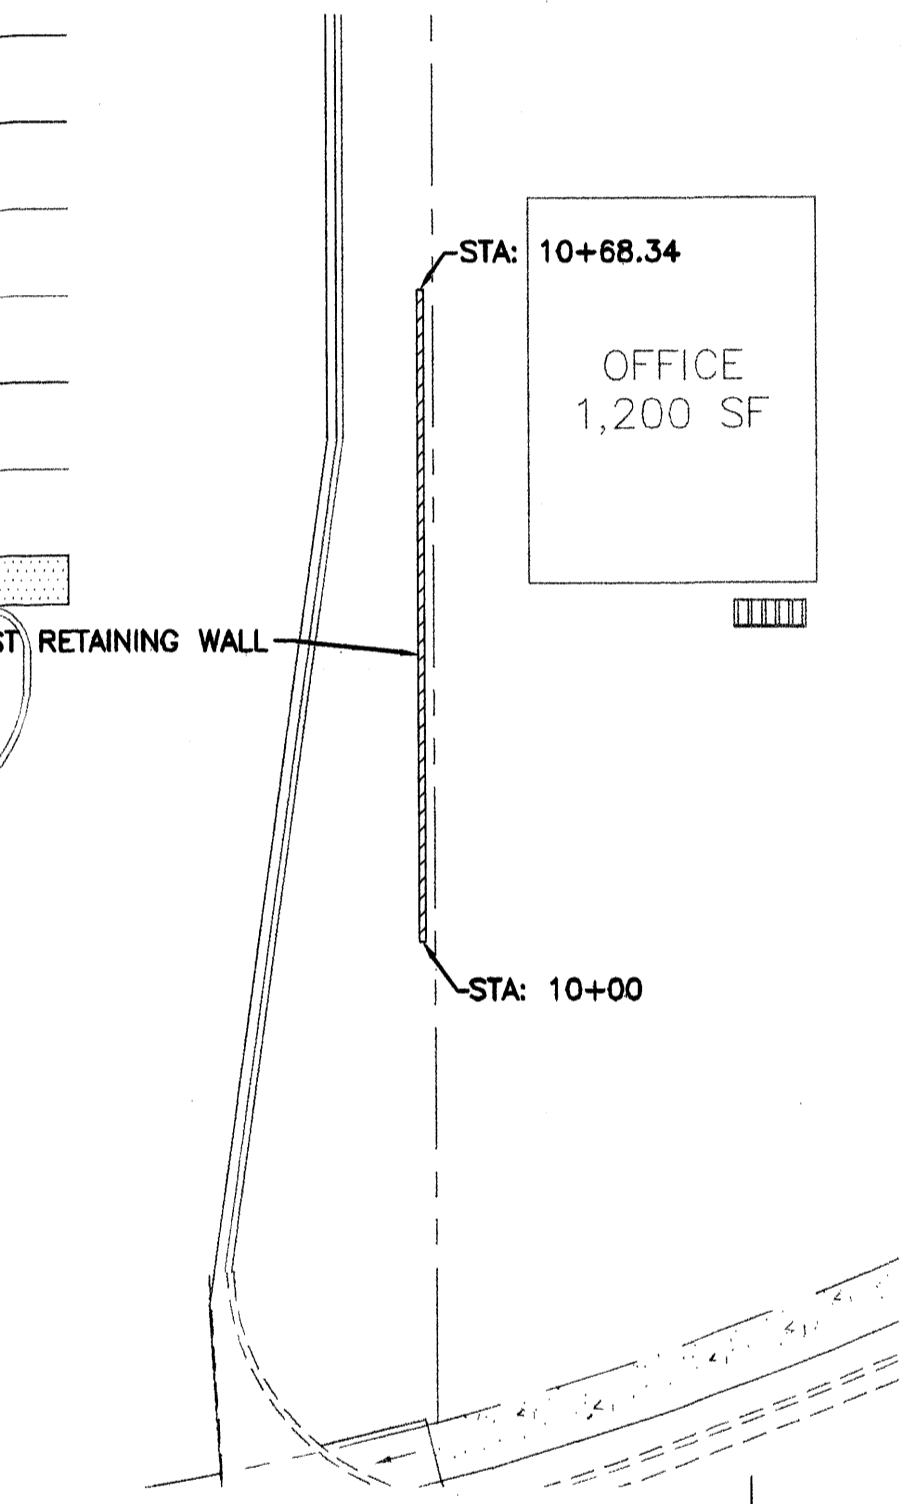 STA: 10+68.34
OFFICE
1,200 SF
RETAINING WALL
STA: 10+00